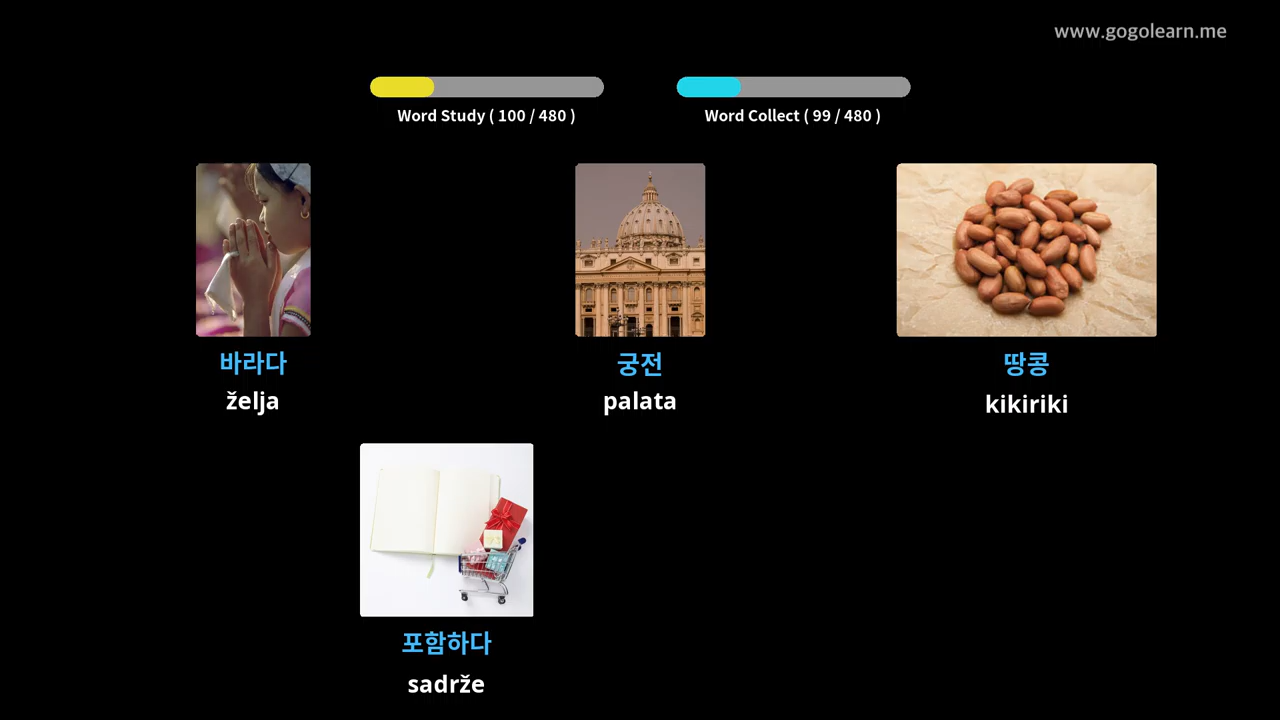 www.gogolearn.me
Word Study ( 100 / 480 )
Word Collect ( 99 / 480 )
바라다
želja
궁전
palata
땅콩
kikiriki
포함하다
sadrže